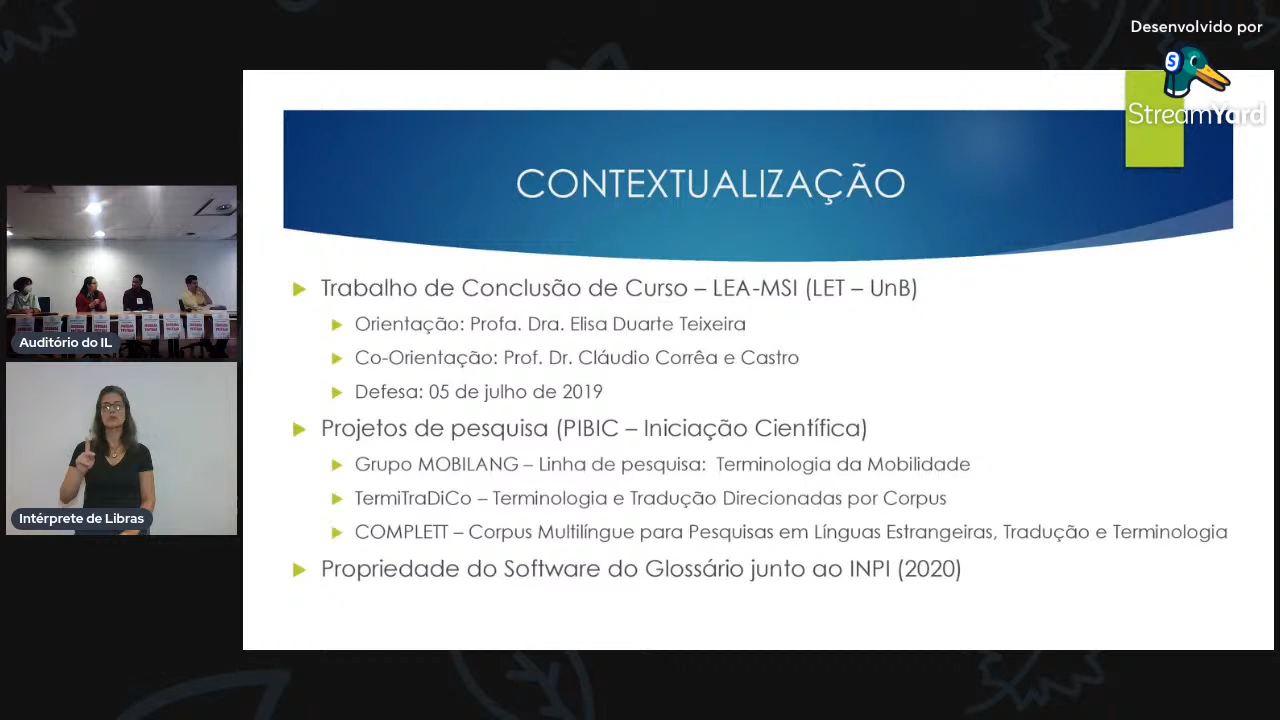 Desenvolvido por
StreamYard
CONTEXTUALIZAÇÃO
Trabalho de Conclusão de Curso – LEA-MSI (LET – UnB)
Orientação: Profa. Dra. Elisa Duarte Teixeira
Co-Orientação: Prof. Dr. Cláudio Corrêa e Castro
Defesa: 05 de julho de 2019
Projetos de pesquisa (PIBIC – Iniciação Científica)
Grupo MOBILANG – Linha de pesquisa: Terminologia da Mobilidade
TermiTraDiCo – Terminologia e Tradução Direcionadas por Corpus
COMPLETT – Corpus Multilíngue para Pesquisas em Línguas Estrangeiras, Tradução e Terminologia
Propriedade do Software do Glossário junto ao INPI (2020)
Auditório do IL
Intérprete de Libras